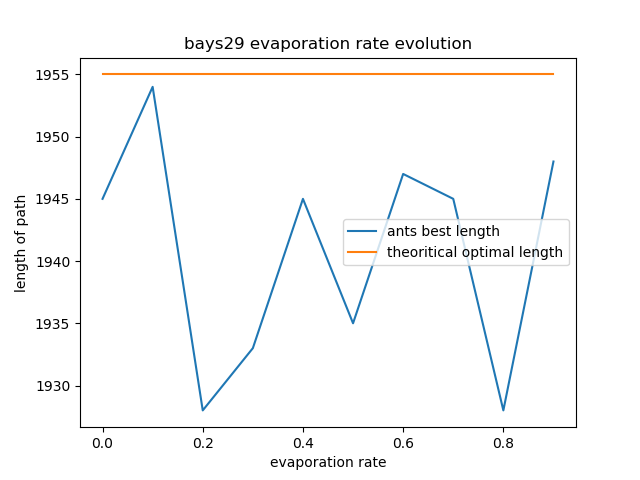 bays29 evaporation rate evolution
1955
1950
1945
1940
1935
1930
length of path
ants best length
theoritical optimal length
0.0 0.2 0.4 0.6 0.8
evaporation rate